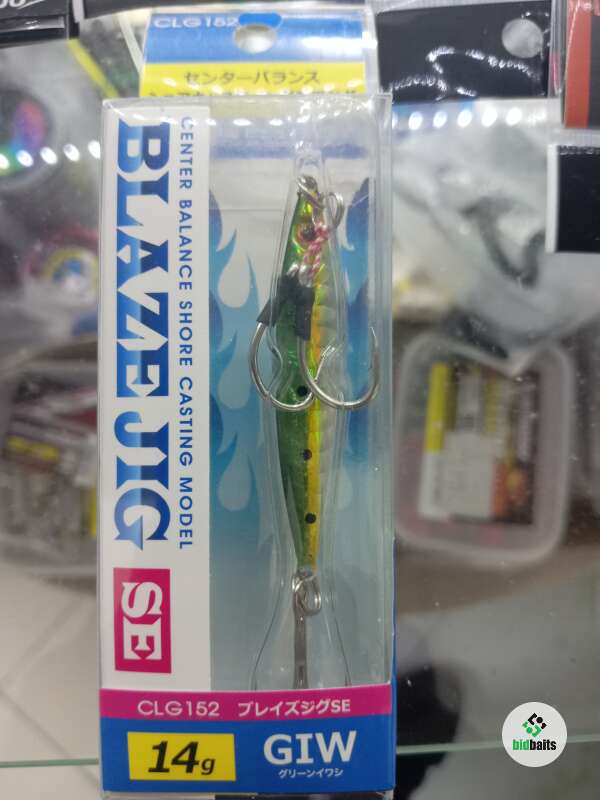 CLG152
センターバランス
CENTER BALANCE SHORE CASTING MODEL
BLAZE JIG
SE
CLG152 ブレイズジグSE
14g
GIW
グリーンイワシ
bidbaits